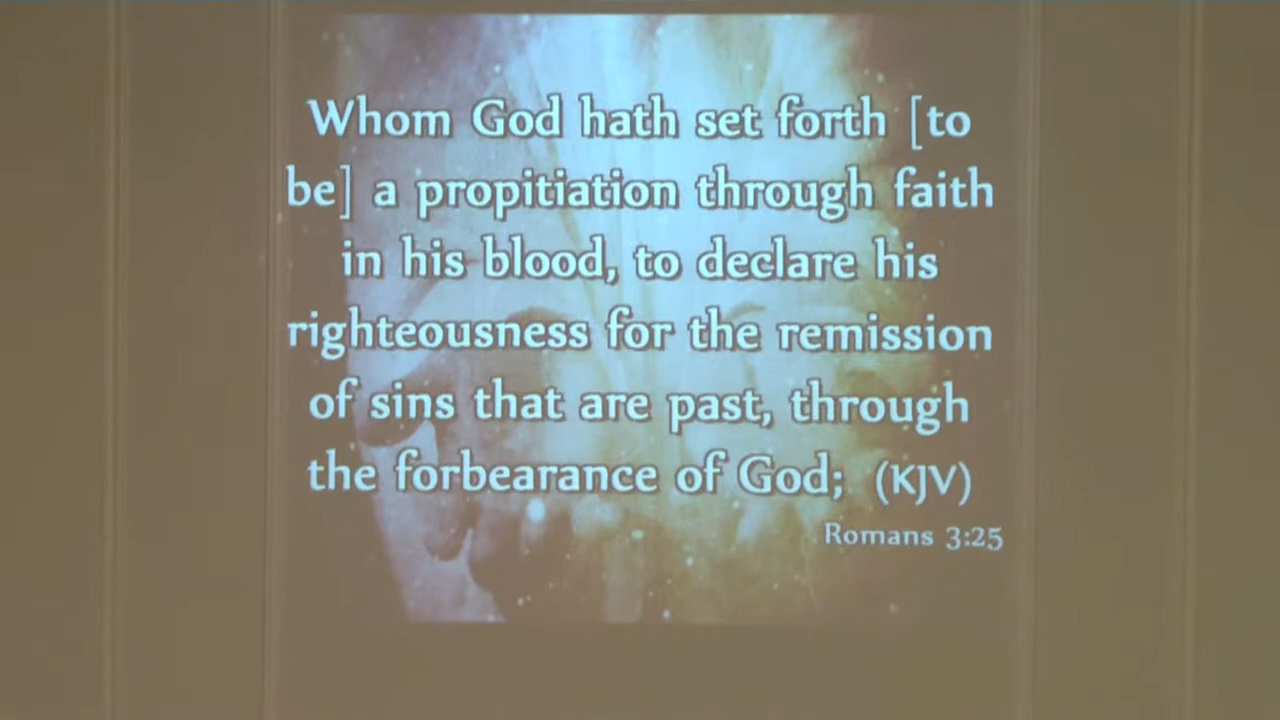 Whom God hath set forth [to
be] a propitiation through faith
in his blood, to declare his
righteousness for the remission
of sins that are past, through
the forbearance of God; (KJV)
Romans 3:25